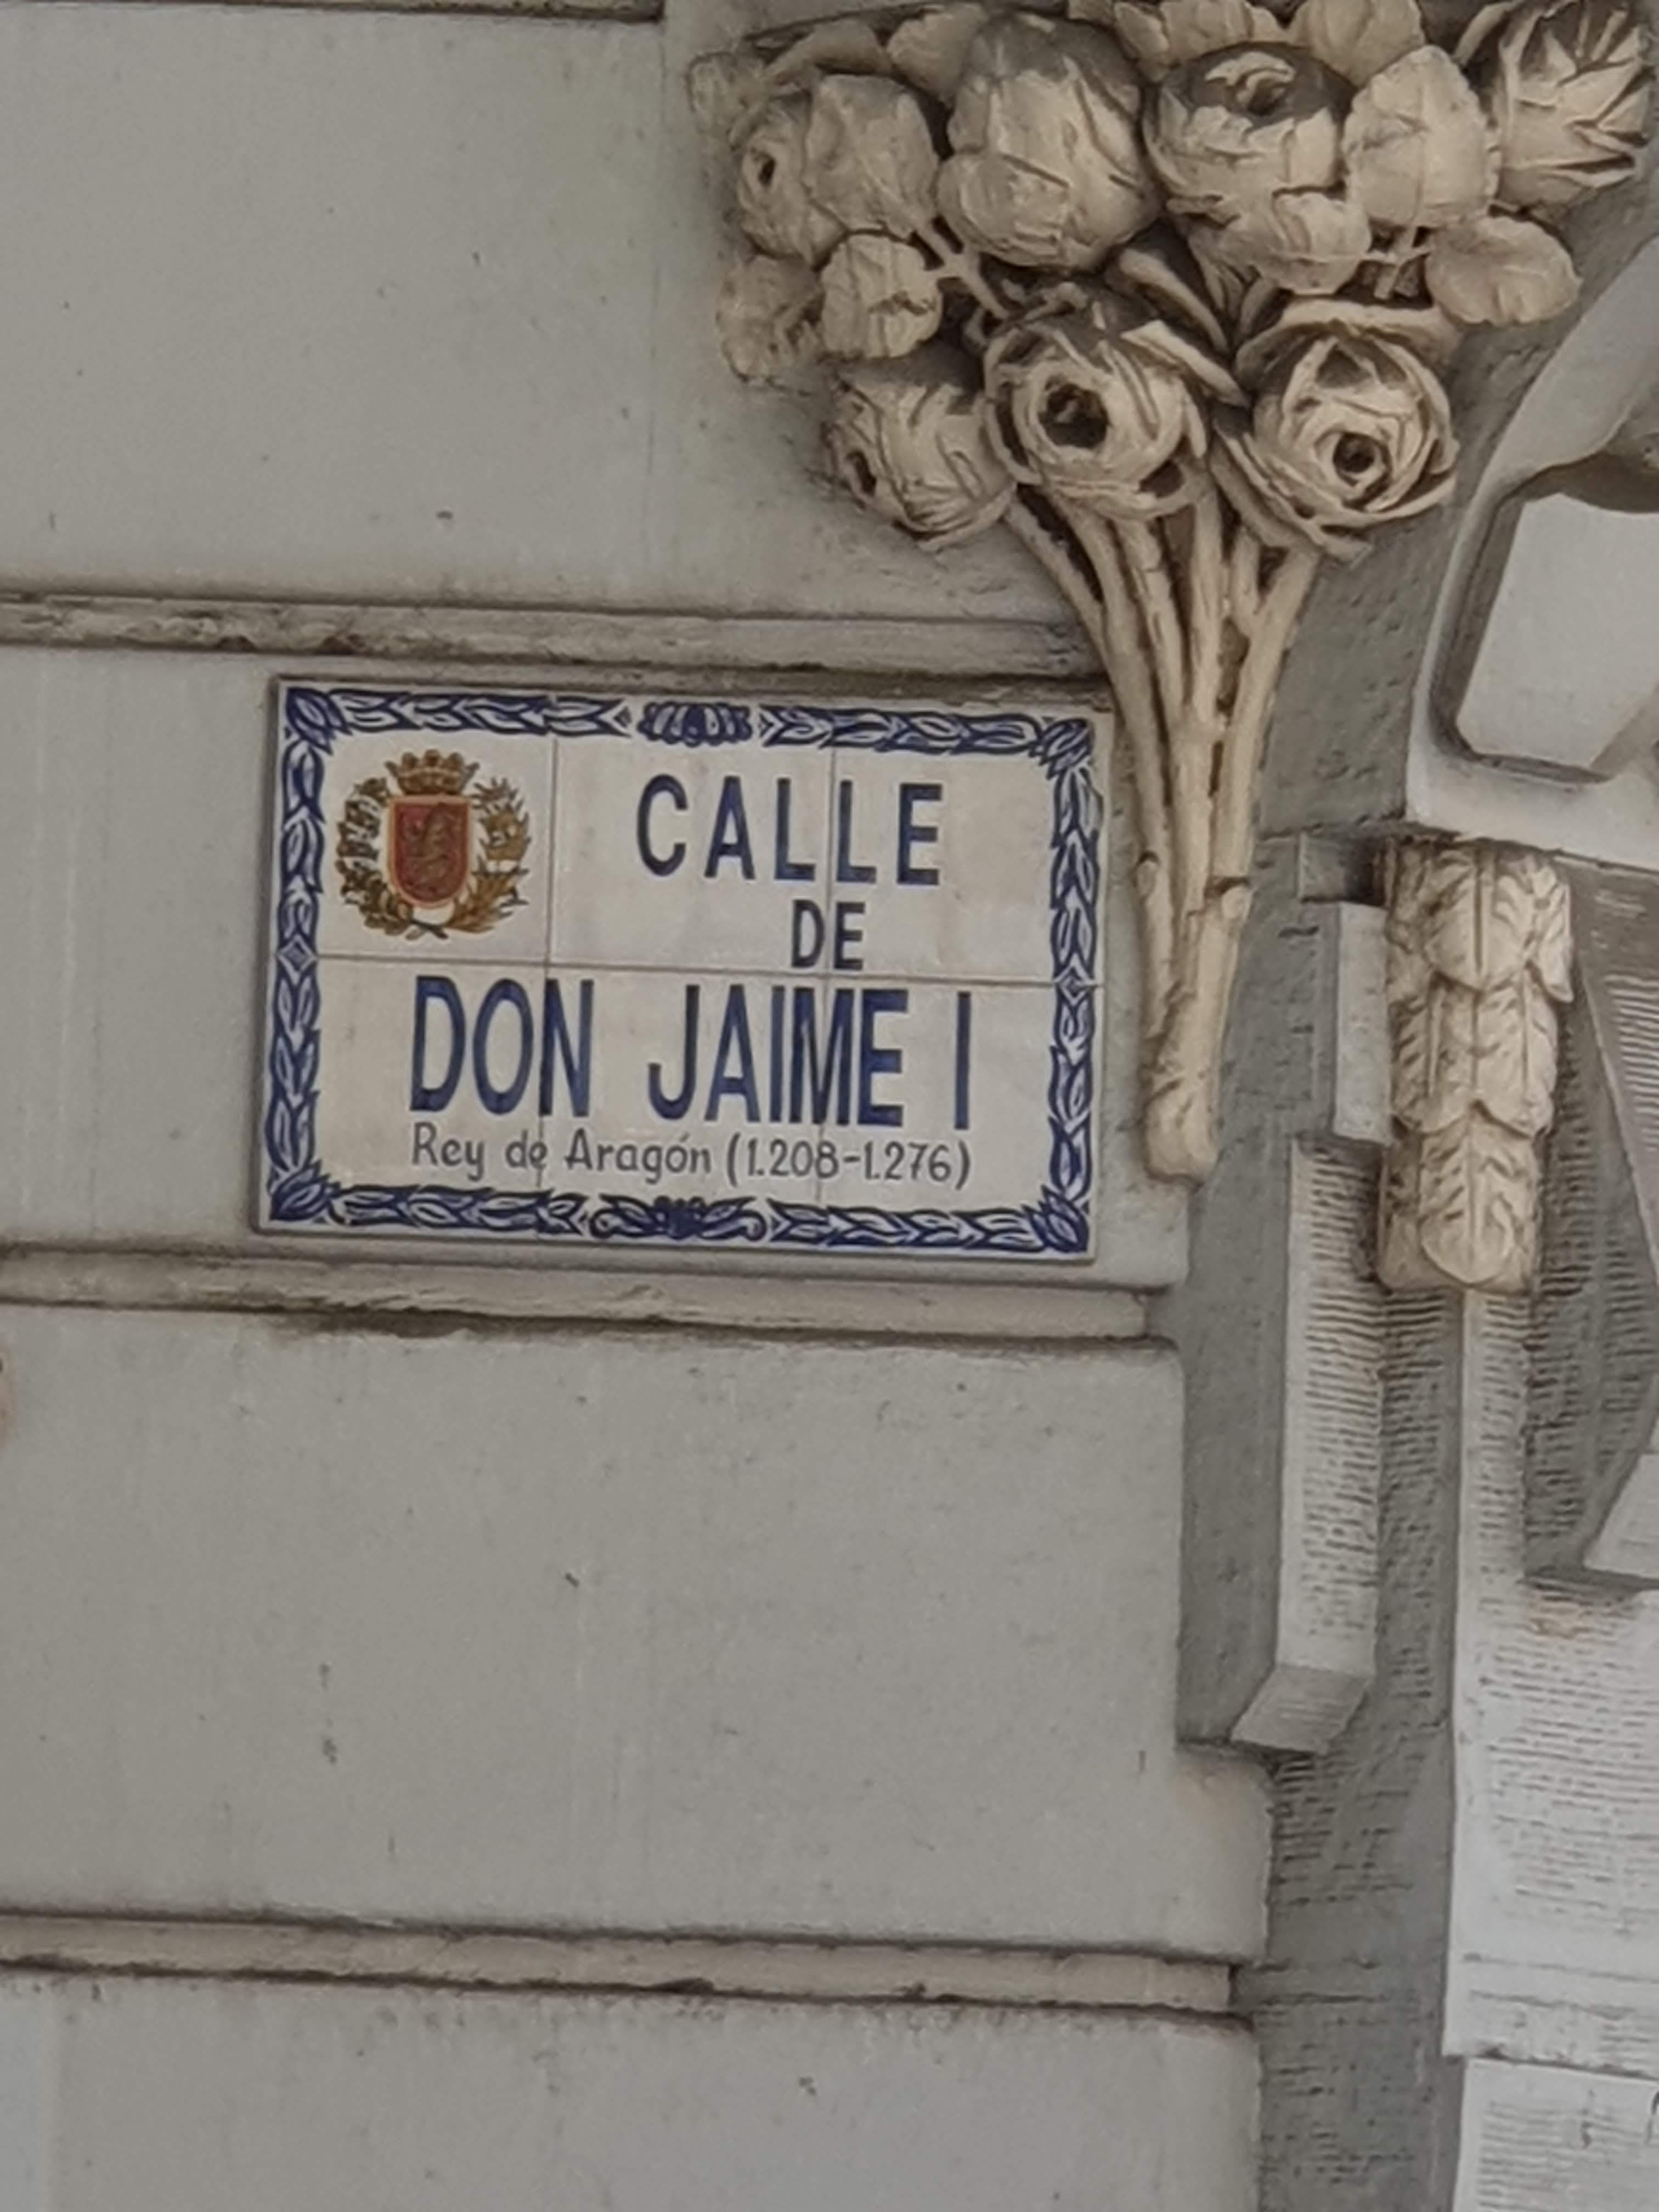 CALLE
DE
DON JAIME I
Rey de Aragón (1.208-1.276)